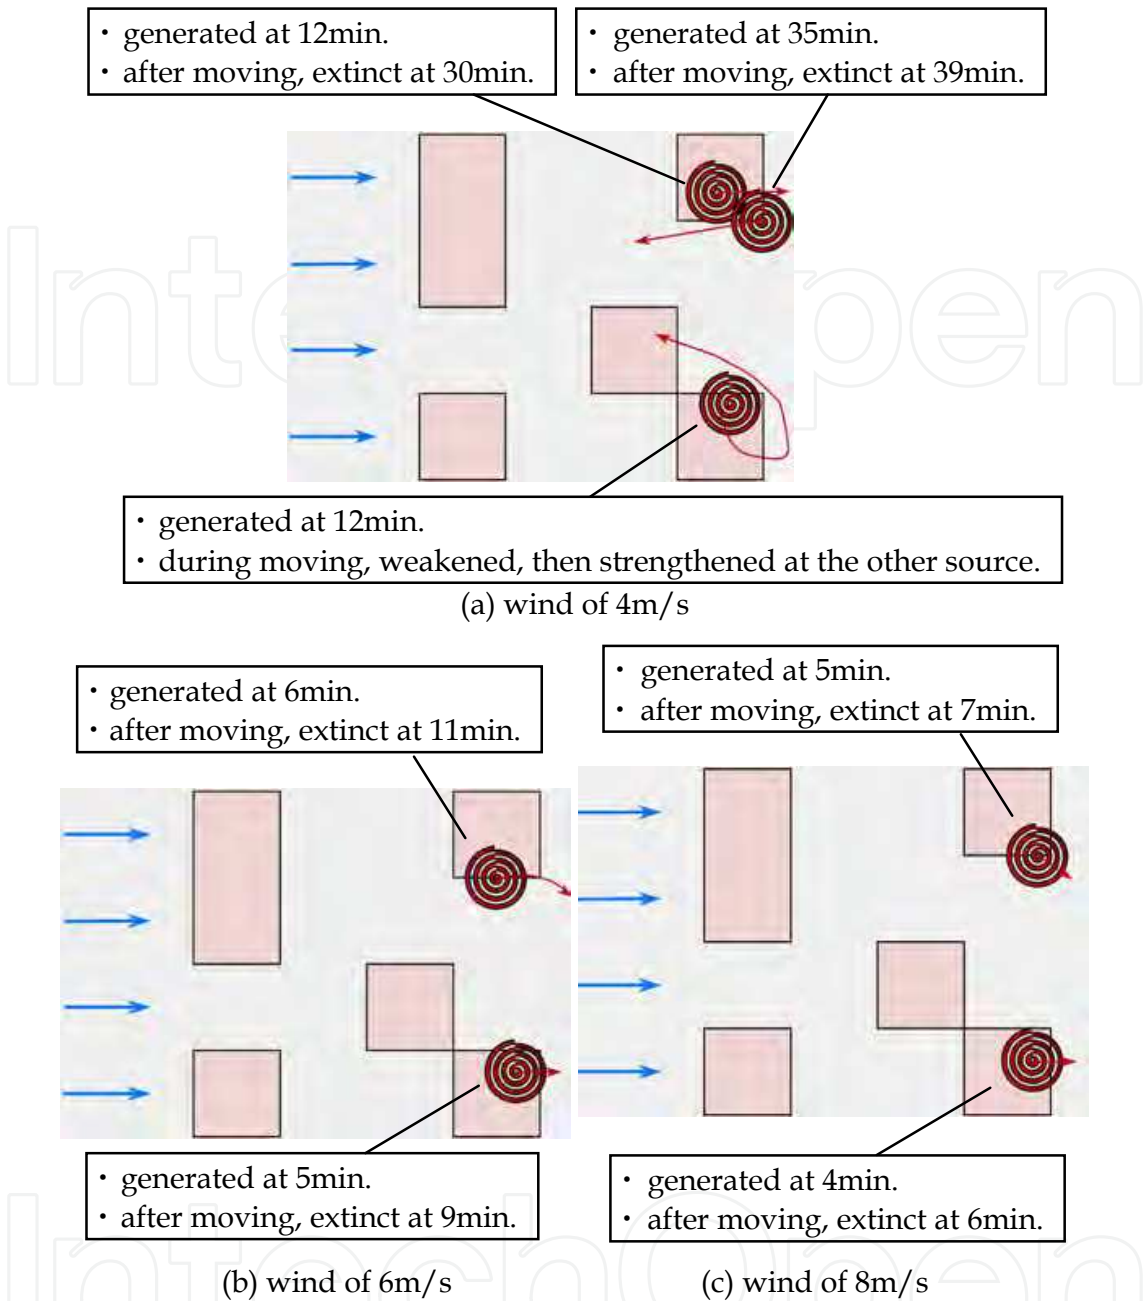 ・ generated at 12min.
・ after moving, extinct at 30min.
・ generated at 35min.
・ after moving, extinct at 39min.
・ generated at 12min.
・ during moving, weakened, then strengthened at the other source.
(a) wind of 4m/s
・ generated at 6min.
・ after moving, extinct at 11min.
・ generated at 5min.
・ after moving, extinct at 7min.
・ generated at 5min.
・ after moving, extinct at 9min.
・ generated at 4min.
・ after moving, extinct at 6min.
(b) wind of 6m/s
(c) wind of 8m/s
IntechOpen
IntechOpen